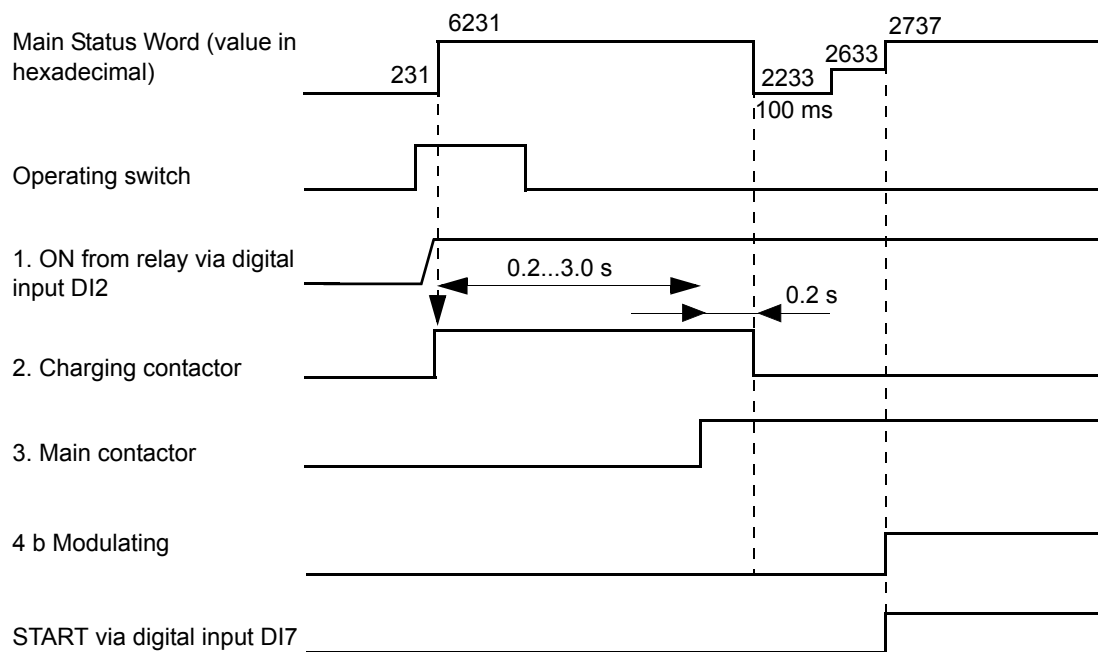 6231
2737
Main Status Word (value in
hexadecimal)
231
2633
2233
100 ms
Operating switch
1. ON from relay via digital
input DI2
0.2...3.0 s
0.2 s
2. Charging contactor
3. Main contactor
4 b Modulating
START via digital input DI7